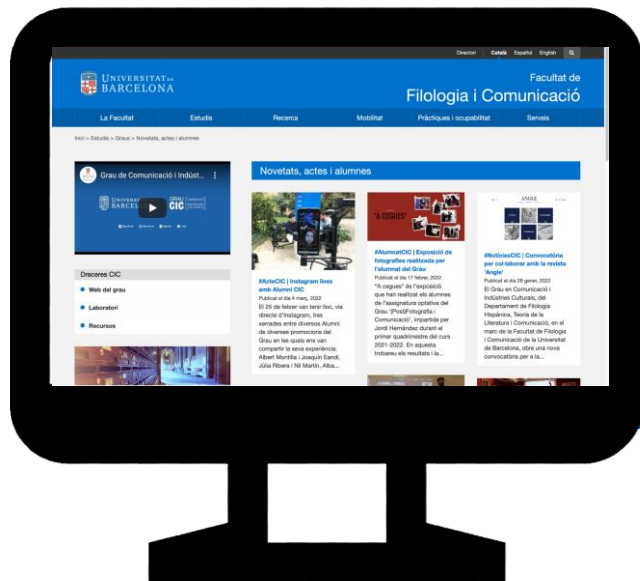 Directori Català Español English
UNIVERSITAT DE
BARCELONA
Facultat de
Filologia i Comunicació
La Facultat Estudis Recerca Mobilitat Pràctiques i ocupabilitat Serveis
Inici > Estudis > Graus > Novetats, actes i alumnes
Grau de Comunicació i Indúst...
GRAU
CIC
Dreceres CIC
Web del grau
Laboratori
Recursos
Novetats, actes i alumnes
#ActeCIC | Instagram lives
amb Alumni CIC
Publicat el dia 4 març, 2022
El 25 de febrer van tenir lloc, via
directe d'Instagram, tres
xerrades entre diversos Alumni
de diverses promocions del
Grau en les quals ens van
compartir la seva experiència.
Albert Montilla i Joaquín Eandi,
Júlia Ribera i Nil Martín, Alba...
"A CEGUES"
#AlumnatCIC | Exposició de
fotografies realitzada per
l'alumnat del Grau
Publicat el dia 17 febrer, 2022
"A cegues" és l'exposició
que han realitzat els alumnes
de l'assignatura optativa del
Grau '(Post)Fotografia i
Comunicació', impartida per
Jordi Hernández durant el
primer quadrimestre del curs
2021-2022. En aquesta
trobareu els resultats i la...
ANGLE
#NotíciesCIC | Convocatòria
per col·laborar amb la revista
'Angle'
Publicat el dia 28 gener, 2022
El Grau en Comunicació i
Indústries Culturals, del
Departament de Filologia
Hispànica, Teoria de la
Literatura i Comunicació, en el
marc de la Facultat de Filologia
i Comunicació de la Universitat
de Barcelona, obre una nova
convocatòria per a la...